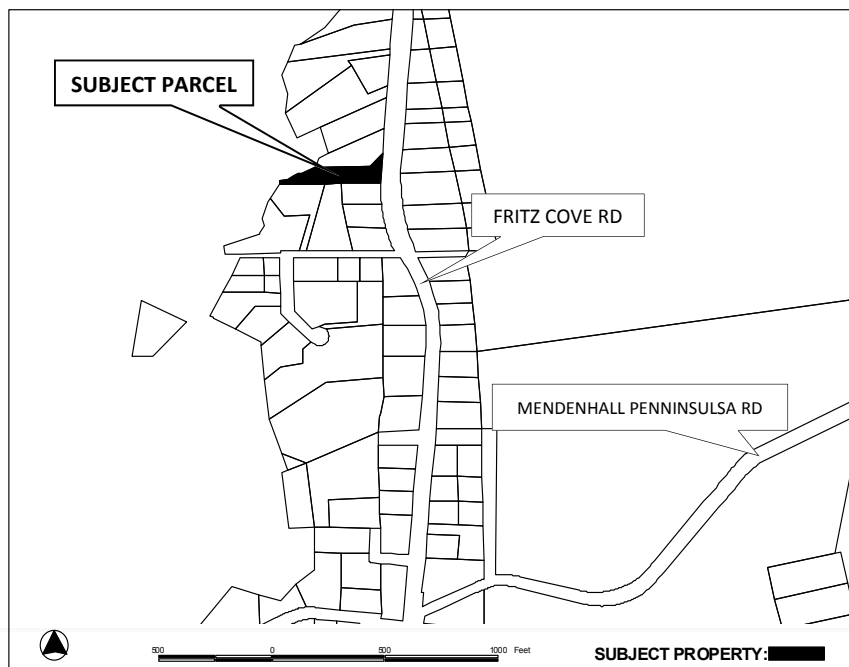 SUBJECT PARCEL
FRITZ COVE RD
MENDENHALL PENNINSULSA RD
500 0 500 1000 Feet
SUBJECT PROPERTY: